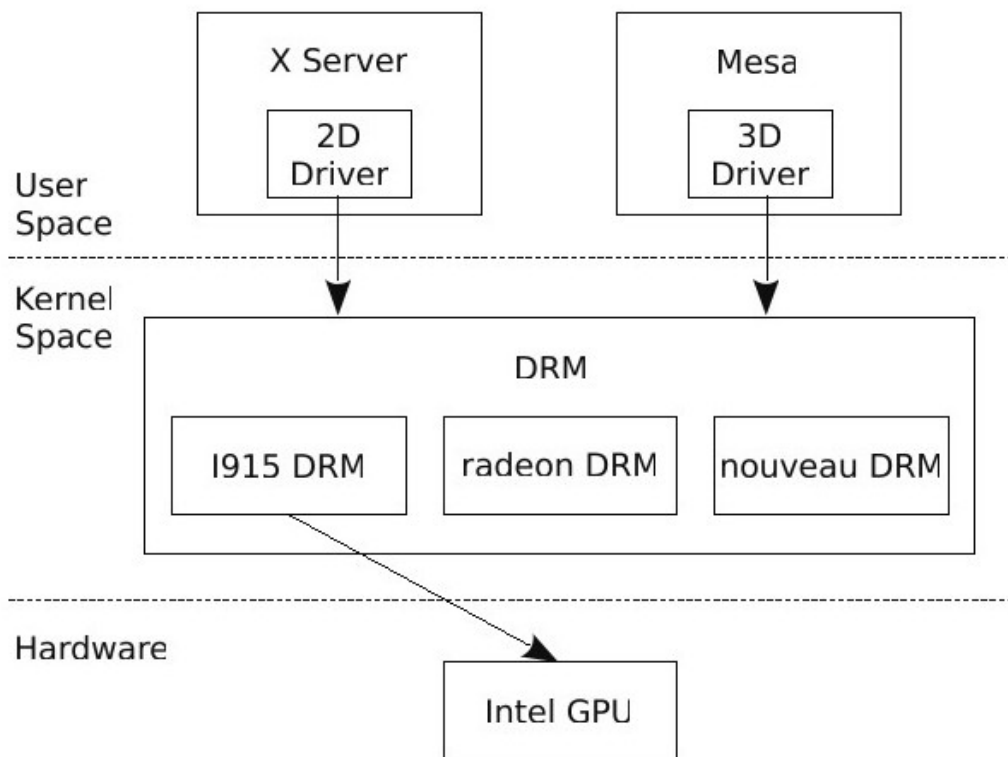 X Server
Mesa
2D
Driver
3D
Driver
User
Space
Kernel
Space
DRM
I915 DRM
radeon DRM
nouveau DRM
Hardware
Intel GPU